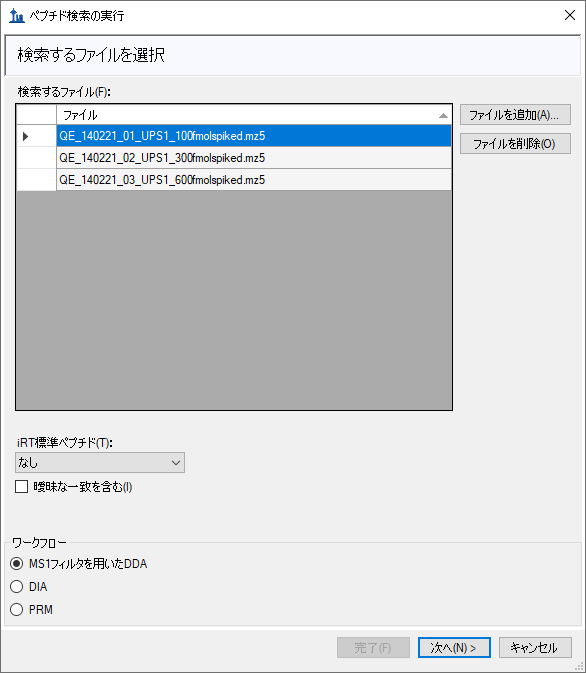 ペプチド検索の実行
検索するファイルを選択
検索するファイル(F):
ファイル
QE_140221_01_UPS1_100fmolspiked.mz5
QE_140221_02_UPS1_300fmolspiked.mz5
QE_140221_03_UPS1_600fmolspiked.mz5
ファイルを追加(A)...
ファイルを削除(O)
iRT標準ペプチド(T):
なし
曖昧な一致を含む(I)
ワークフロー
MS1フィルタを用いたDDA
DIA
PRM
完了(F)
次へ(N) >
キャンセル